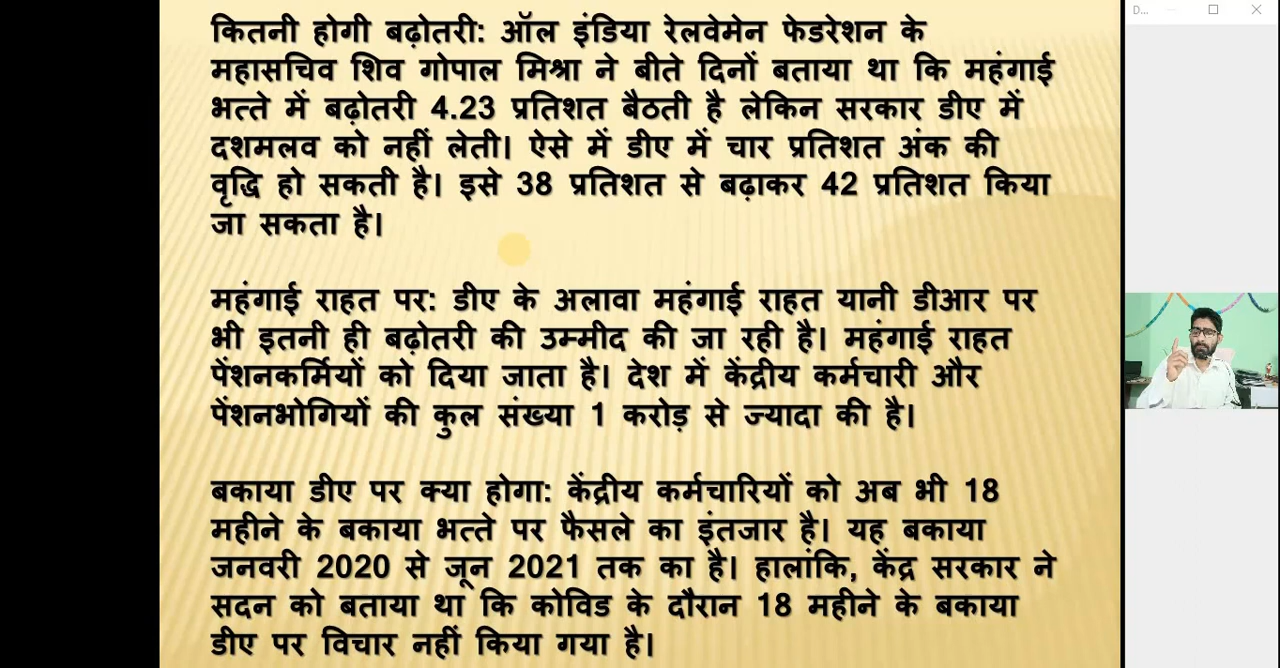 कितनी होगी बढ़ोतरी: ऑल इंडिया रेलवेमेन फेडरेशन के
महासचिव शिव गोपाल मिश्रा ने बीते दिनों बताया था कि महंगाई
भत्ते में बढ़ोतरी 4.23 प्रतिशत बैठती है लेकिन सरकार डीए में
दशमलव को नहीं लेती। ऐसे में डीए में चार प्रतिशत अंक की
वृद्धि हो सकती है। इसे 38 प्रतिशत से बढ़ाकर 42 प्रतिशत किया
जा सकता है।
महंगाई राहत पर: डीए के अलावा महंगाई राहत यानी डीआर पर
भी इतनी ही बढ़ोतरी की उम्मीद की जा रही है। महंगाई राहत
पेंशनकर्मियों को दिया जाता है। देश में केंद्रीय कर्मचारी और
पेंशनभोगियों की कुल संख्या 1 करोड़ से ज्यादा की है।
बकाया डीए पर क्या होगा: केंद्रीय कर्मचारियों को अब भी 18
महीने के बकाया भत्ते पर फैसले का इंतजार है। यह बकाया
जनवरी 2020 से जून 2021 तक का है। हालांकि, केंद्र सरकार ने
सदन को बताया था कि कोविड के दौरान 18 महीने के बकाया
डीए पर विचार नहीं किया गया है।
D...